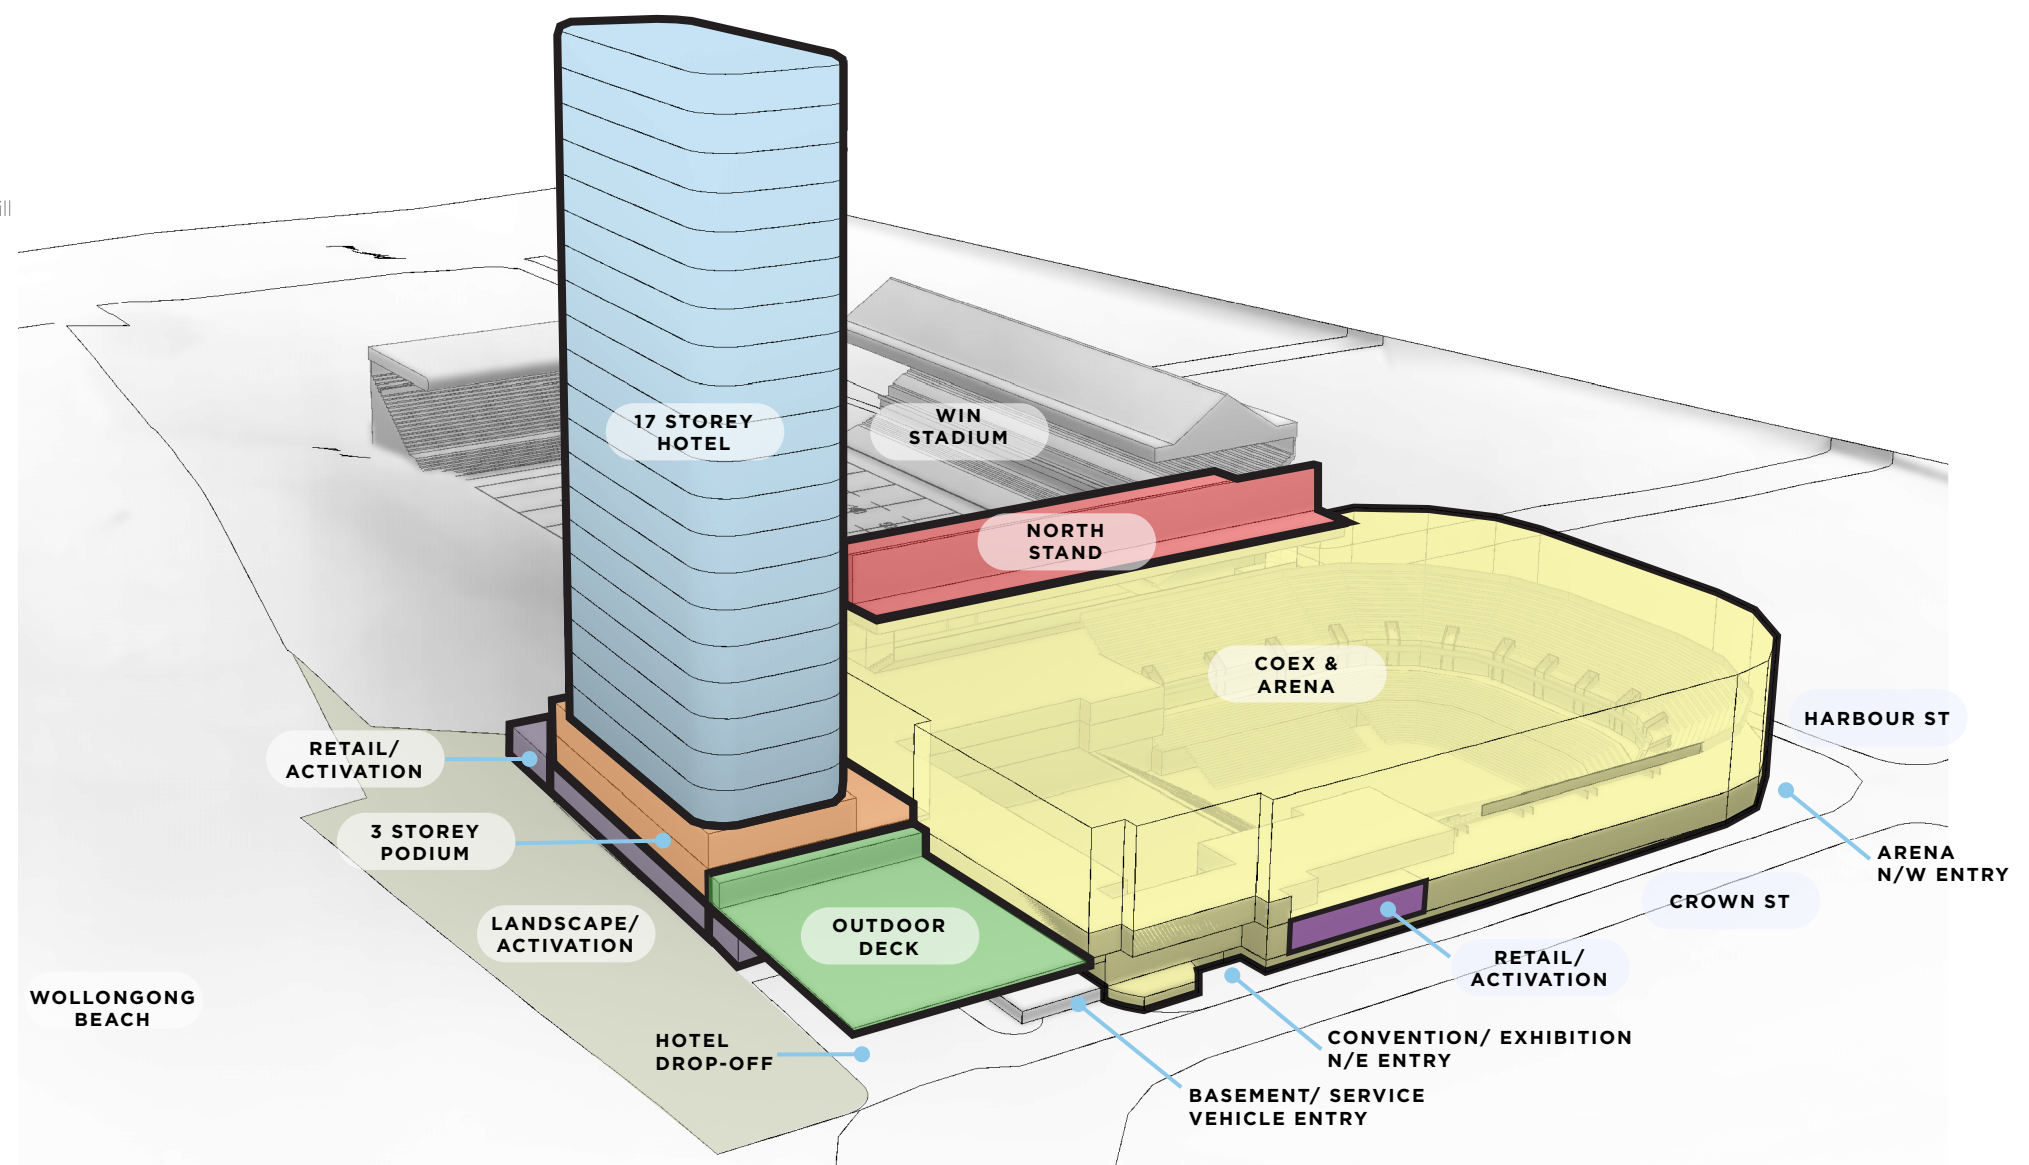 ill
17 STOREY
HOTEL
WIN
STADIUM
NORTH
STAND
COEX &
ARENA
HARBOUR ST
RETAIL/
ACTIVATION
3 STOREY
PODIUM
ARENA
N/W ENTRY
CROWN ST
LANDSCAPE/
ACTIVATION
OUTDOOR
DECK
RETAIL/
ACTIVATION
WOLLONGONG
BEACH
HOTEL
DROP-OFF
CONVENTION/ EXHIBITION
N/E ENTRY
BASEMENT/ SERVICE
VEHICLE ENTRY